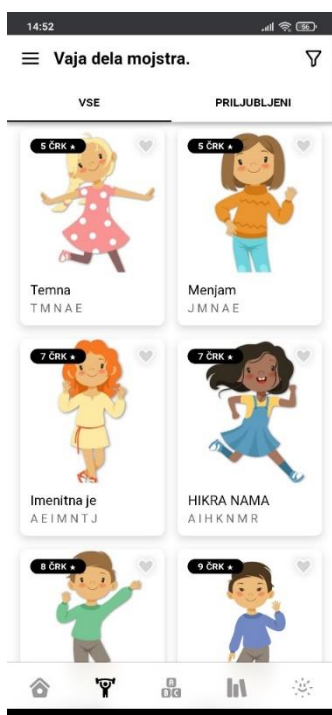 14:52
56
Vaja dela mojstra.
VSE
PRILJUBLJENI
5 ČRK ★
5 ČRK ★
Temna
TMNAE
Menjam
JMNAE
7 ČRK ★
7 ČRK ★
Imenitna je
AEIMNTJ
HIKRA NAMA
AIHKNMR
8 ČRK ★
9 ČRK ★
A
B C